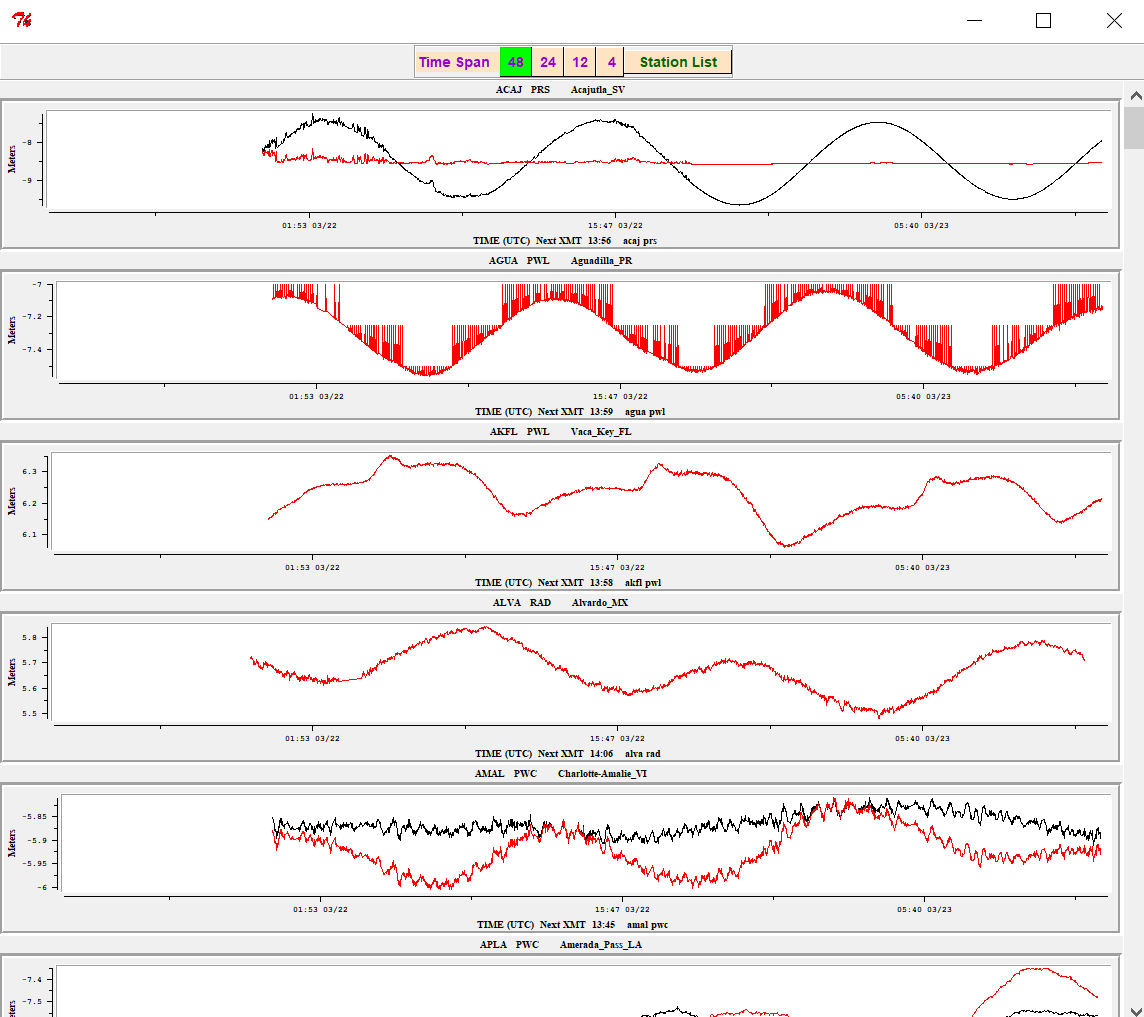 Time Span 48 24 12 4 Station List
ACAJ PRS Acajutla_SV
Meters
-8
-9
01:53 03/22 15:47 03/22 05:40 03/23
TIME (UTC) Next XMT 13:56 acaj prs
AGUA PWL Aguadilla_PR
Meters
-7
-7.2
-7.4
01:53 03/22 15:47 03/22 05:40 03/23
TIME (UTC) Next XMT 13:59 agua pwl
AKFL PWL Vaca_Key_FL
Meters
6.3
6.2
6.1
01:53 03/22 15:47 03/22 05:40 03/23
TIME (UTC) Next XMT 13:58 akfl pwl
ALVA RAD Alvardo_MX
Meters
5.8
5.7
5.6
5.5
01:53 03/22 15:47 03/22 05:40 03/23
TIME (UTC) Next XMT 14:06 alva rad
AMAL PWC Charlotte-Amalie_VI
Meters
-5.85
-5.9
-5.95
-6
01:53 03/22 15:47 03/22 05:40 03/23
TIME (UTC) Next XMT 13:45 amal pwc
APLA PWC Amerada_Pass_LA
-7.4
-7.5